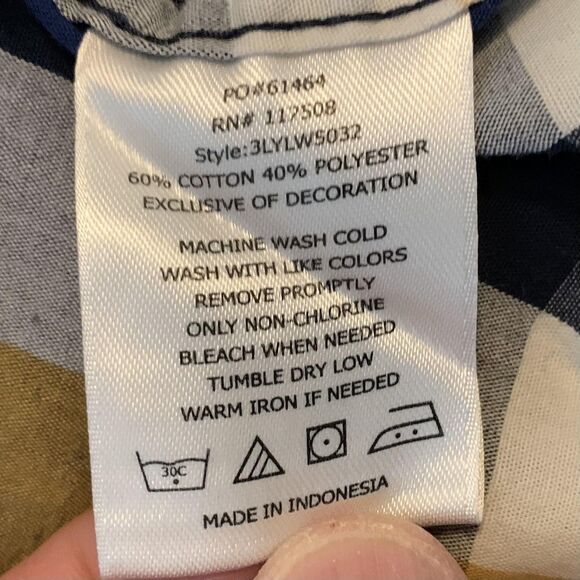 PO#61464
RN# 117508
Style:3LYLW5032
60% COTTON 40% POLYESTER
EXCLUSIVE OF DECORATION
MACHINE WASH COLD
WASH WITH LIKE COLORS
REMOVE PROMPTLY
ONLY NON-CHLORINE
BLEACH WHEN NEEDED
TUMBLE DRY LOW
WARM IRON IF NEEDED
30C
MADE IN INDONESIA